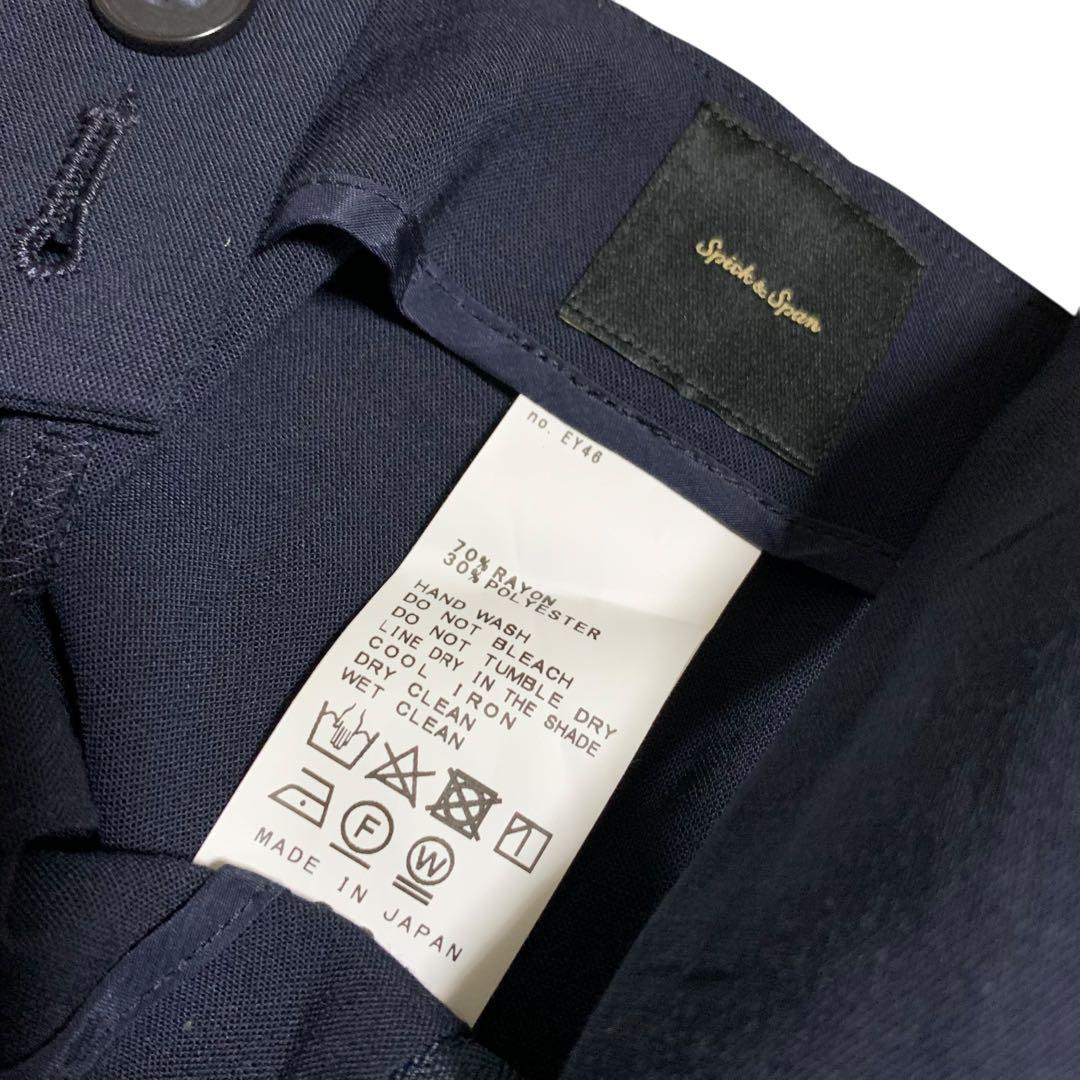 Spick & Span
no. EY46
70% RAYON
30% POLYESTER
HAND WASH
DO NOT BLEACH
DO NOT TUMBLE DRY
LINE DRY IN THE SHADE
COOL IRON
DRY CLEAN
WET CLEAN
F
W
MADE IN JAPAN